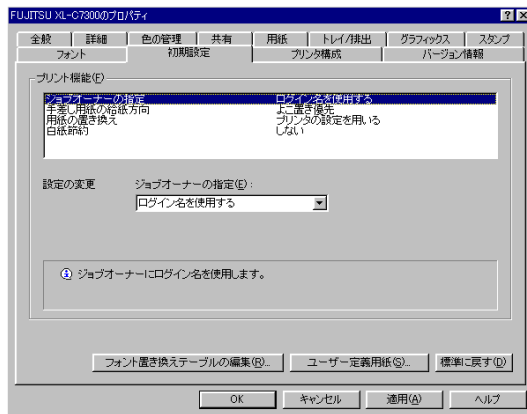 FUJITSU XL-C7300のプロパティ
全般 詳細 色の管理 共有 用紙 トレイ/排出 グラフィックス スタンプ
フォント 初期設定 プリンタ構成 バージョン情報
プリント機能(F)
ジョブオーナーの指定 ログイン名を使用する
手差し用紙の給紙方向 よこ置き優先
用紙の置き換え プリンタの設定を用いる
白紙節約 しない
設定の変更 ジョブオーナーの指定(E):
ログイン名を使用する
ジョブオーナーにログイン名を使用します。
フォント置き換えテーブルの編集(R)... ユーザー定義用紙(S)... 標準に戻す(D)
OK キャンセル 適用(A) ヘルプ